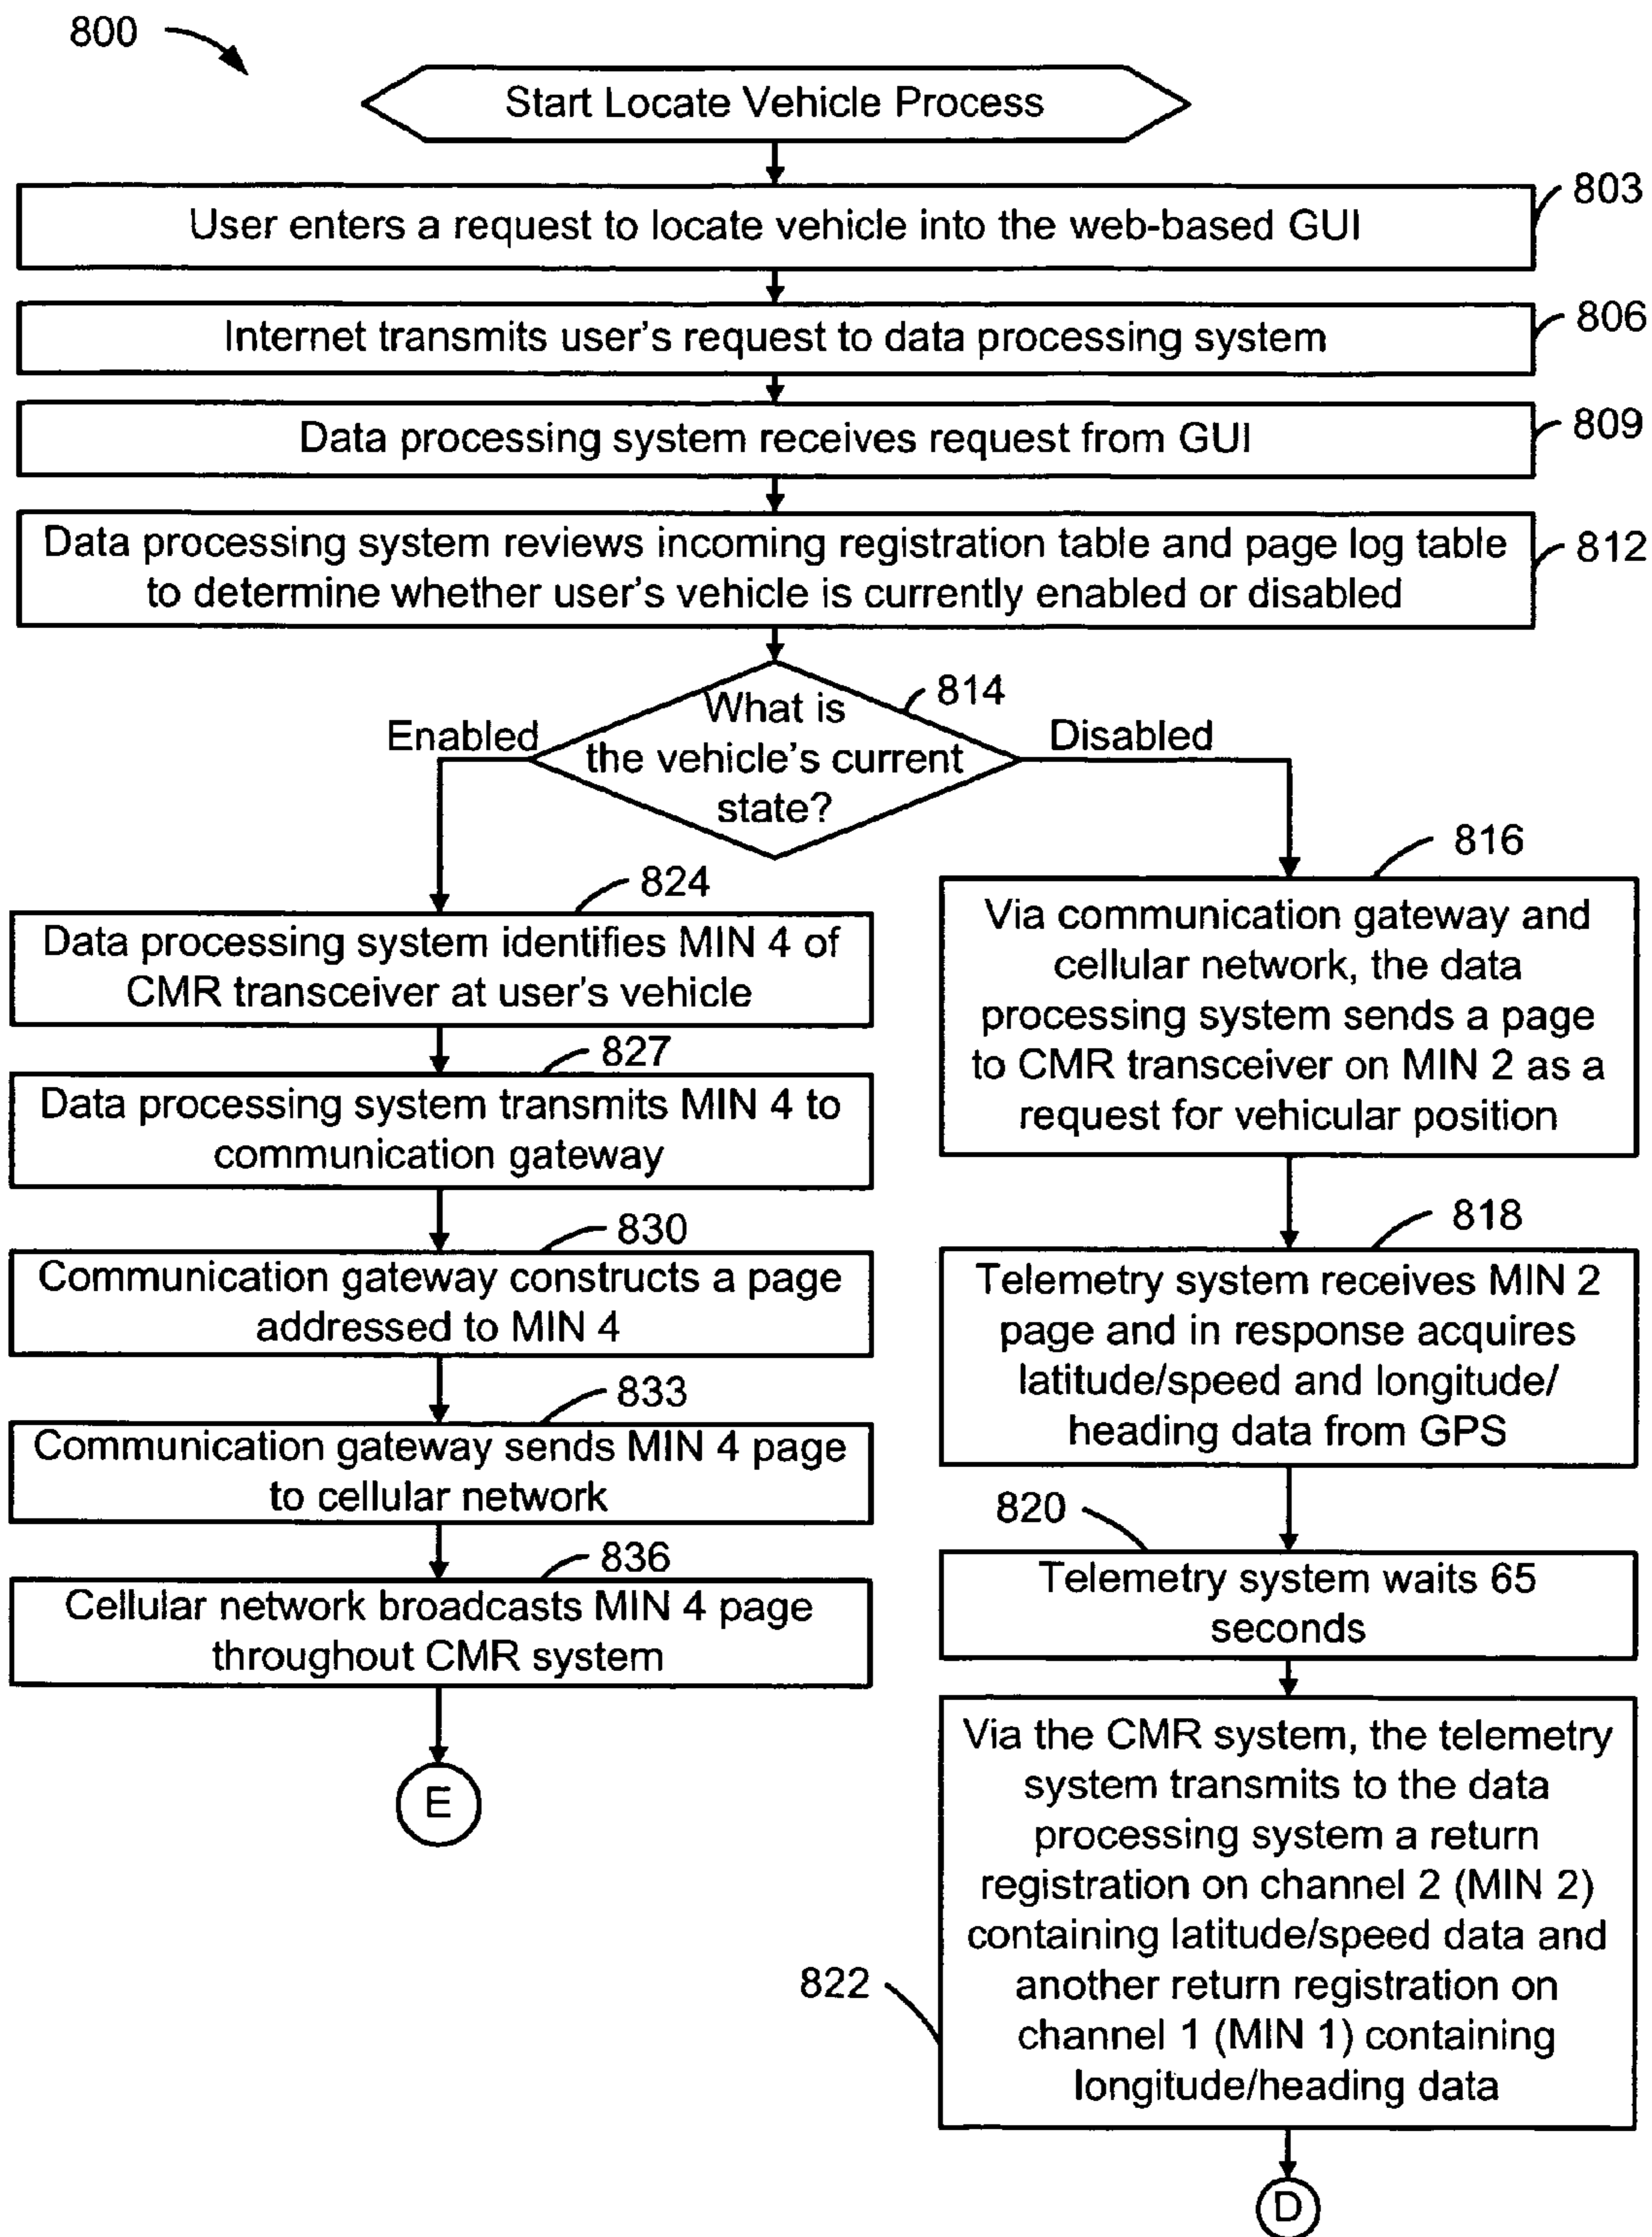 800
Start Locate Vehicle Process
803
User enters a request to locate vehicle into the web-based GUI
806
Internet transmits user's request to data processing system
809
Data processing system receives request from GUI
812
Data processing system reviews incoming registration table and page log table
to determine whether user's vehicle is currently enabled or disabled
814
What is
the vehicle's current
state?
Enabled
Disabled
824
Data processing system identifies MIN 4 of
CMR transceiver at user's vehicle
827
Data processing system transmits MIN 4 to
communication gateway
830
Communication gateway constructs a page
addressed to MIN 4
833
Communication gateway sends MIN 4 page
to cellular network
836
Cellular network broadcasts MIN 4 page
throughout CMR system
E
816
Via communication gateway and
cellular network, the data
processing system sends a page
to CMR transceiver on MIN 2 as a
request for vehicular position
818
Telemetry system receives MIN 2
page and in response acquires
latitude/speed and longitude/
heading data from GPS
820
Telemetry system waits 65
seconds
822
Via the CMR system, the telemetry
system transmits to the data
processing system a return
registration on channel 2 (MIN 2)
containing latitude/speed data and
another return registration on
channel 1 (MIN 1) containing
longitude/heading data
D